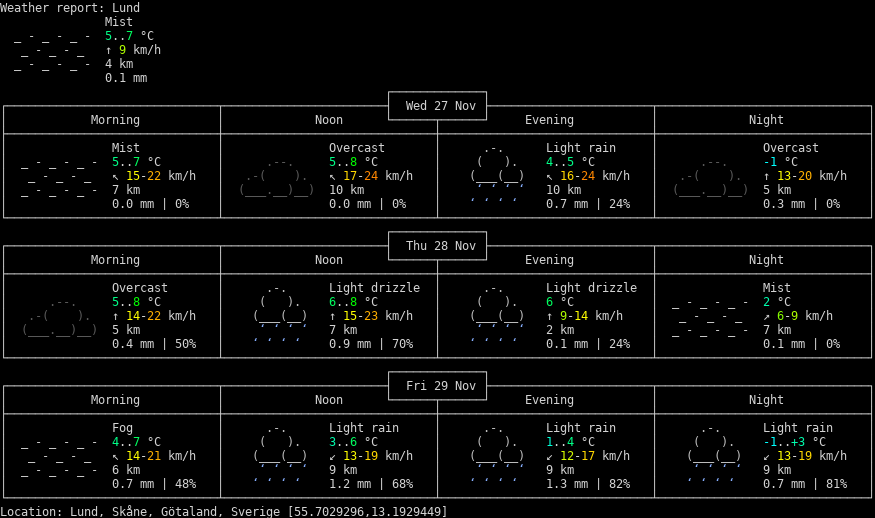 Weather report: Lund
Mist
5..7 °C
↑ 9 km/h
4 km
0.1 mm
Wed 27 Nov
Morning Noon Evening Night
Mist Overcast Light rain Overcast
5..7 °C 5..8 °C 4..5 °C -1 °C
↖ 15-22 km/h ↖ 17-24 km/h ↖ 16-24 km/h ↑ 13-20 km/h
7 km 10 km 10 km 5 km
0.0 mm | 0% 0.0 mm | 0% 0.7 mm | 24% 0.3 mm | 0%
Thu 28 Nov
Morning Noon Evening Night
Overcast Light drizzle Light drizzle Mist
5..8 °C 6..8 °C 6 °C 2 °C
↑ 14-22 km/h ↑ 15-23 km/h ↑ 9-14 km/h ↗ 6-9 km/h
5 km 7 km 2 km 7 km
0.4 mm | 50% 0.9 mm | 70% 0.1 mm | 24% 0.1 mm | 0%
Fri 29 Nov
Morning Noon Evening Night
Fog Light rain Light rain Light rain
4..7 °C 3..6 °C 1..4 °C -1..+3 °C
↖ 14-21 km/h ↙ 13-19 km/h ↙ 12-17 km/h ↙ 13-19 km/h
6 km 9 km 9 km 9 km
0.7 mm | 48% 1.2 mm | 68% 1.3 mm | 82% 0.7 mm | 81%
Location: Lund, Skåne, Götaland, Sverige [55.7029296,13.1929449]